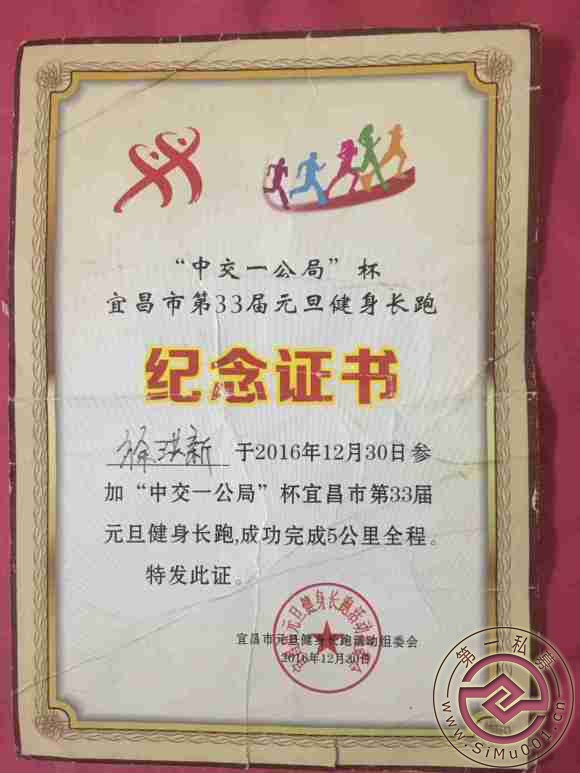 “中交一公局”杯
宜昌市第33届元旦健身长跑
纪念证书
徐琪新 于2016年12月30日参
加“中交一公局”杯宜昌市第33届
元旦健身长跑,成功完成5公里全程。
特发此证。
宜昌市元旦健身长跑活动组委会
2016年12月30日
第一私募
www.SiMu001.cn